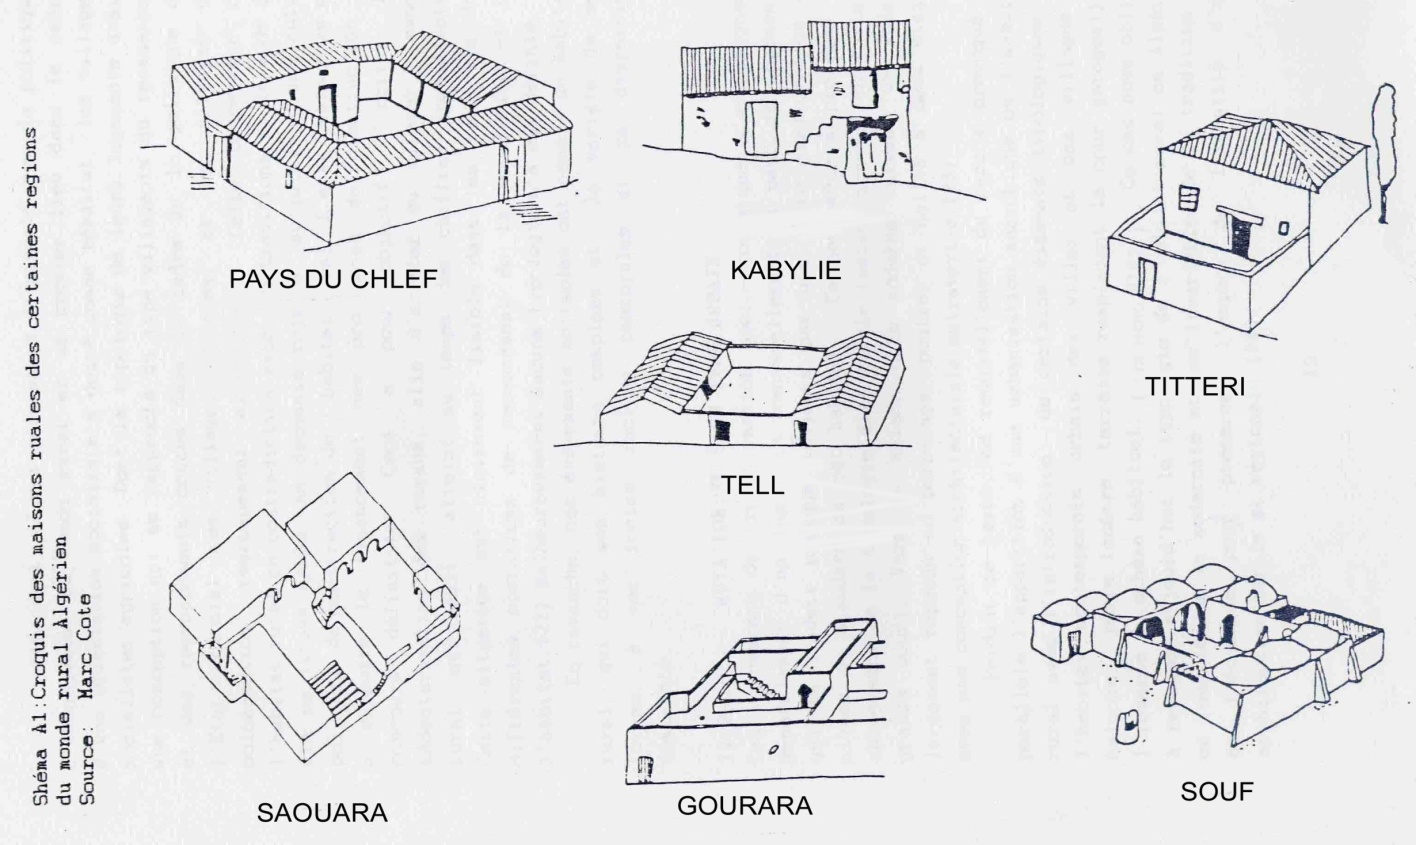 Shéma A1:Croquis des maisons ruales des certaines regions
du monde rural Algérien
Source: Marc Cote
PAYS DU CHLEF
KABYLIE
TITTERI
TELL
SAOUARA
GOURARA
SOUF